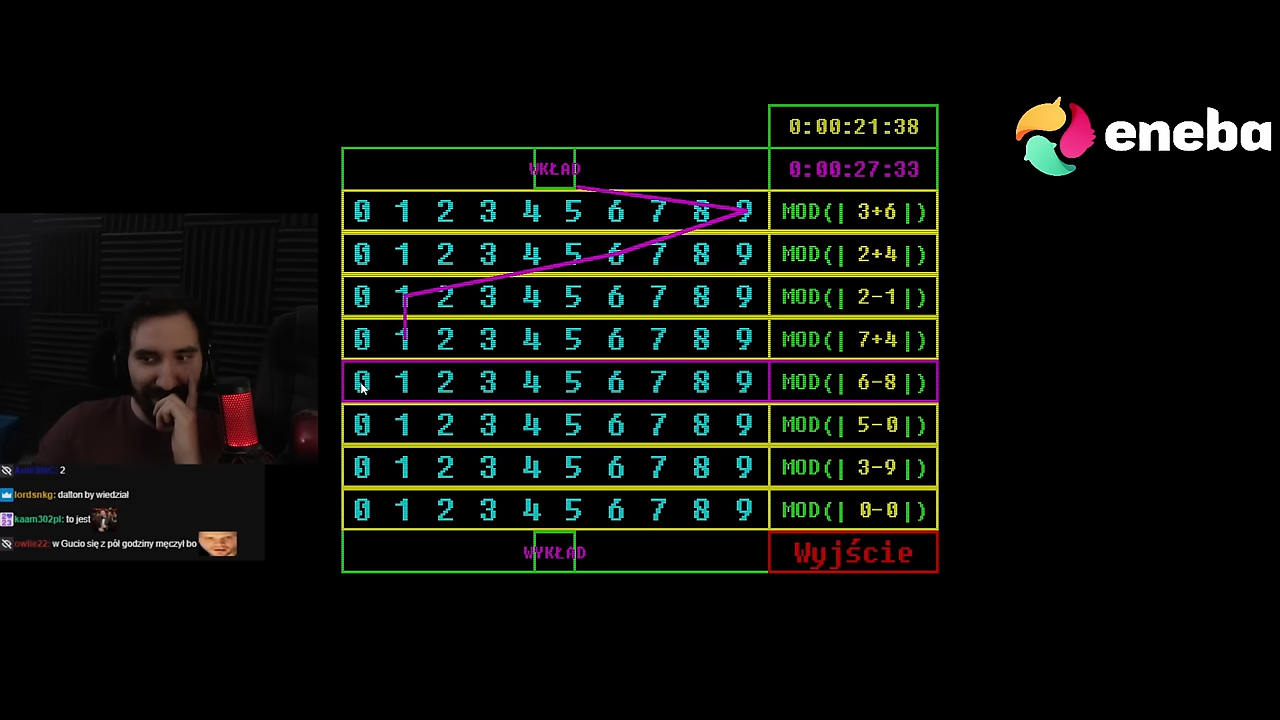 0:00:21:38
eneba
WKŁAD 0:00:27:33
0 1 2 3 4 5 6 7 8 9 MOD(| 3+6 |)
0 1 2 3 4 5 6 7 8 9 MOD(| 2+4 |)
0 1 2 3 4 5 6 7 8 9 MOD(| 2-1 |)
0 1 2 3 4 5 6 7 8 9 MOD(| 7+4 |)
0 1 2 3 4 5 6 7 8 9 MOD(| 6-8 |)
0 1 2 3 4 5 6 7 8 9 MOD(| 5-0 |)
0 1 2 3 4 5 6 7 8 9 MOD(| 3-9 |)
0 1 2 3 4 5 6 7 8 9 MOD(| 0-0 |)
WYKŁAD Wyjście
2
lordsnkg: dalton by wiedział
kaam302pl: to jest
owlie22: w Gucio się z pół godziny męczył bo